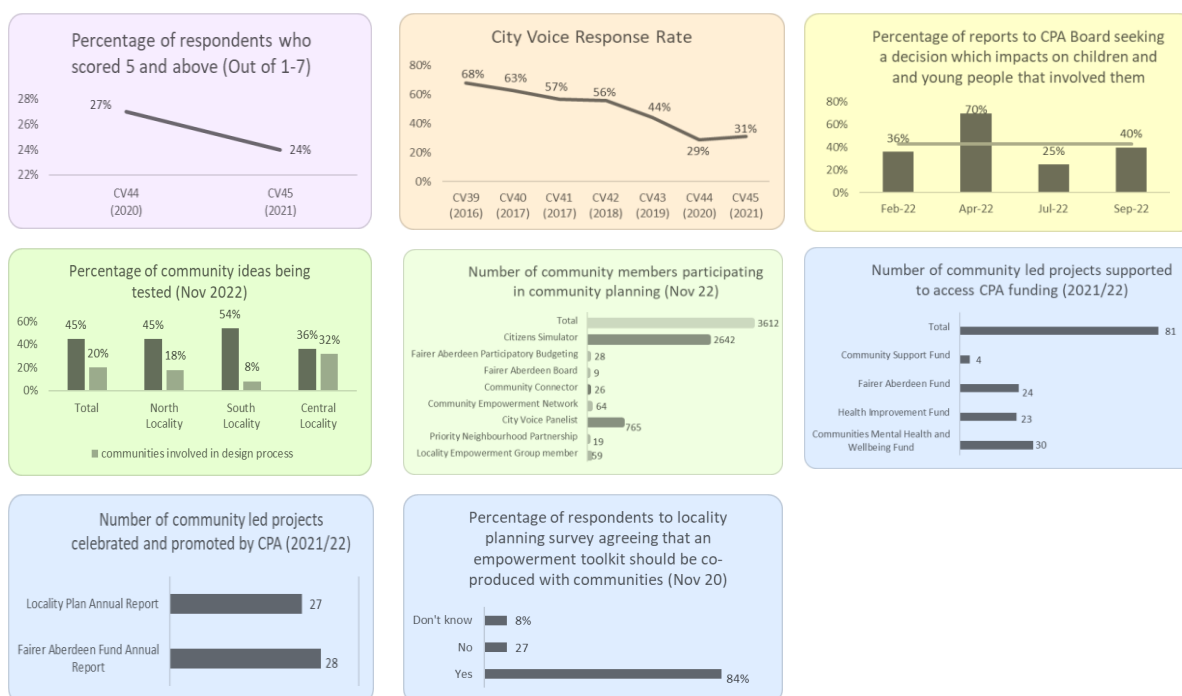 Percentage of respondents who
scored 5 and above (Out of 1-7)
28%
26%
24%
22%
27%
24%
CV44
(2020)
CV45
(2021)
City Voice Response Rate
80%
60%
40%
20%
0%
68%
63%
57%
56%
44%
29%
31%
CV39
(2016)
CV40
(2017)
CV41
(2017)
CV42
(2018)
CV43
(2019)
CV44
(2020)
CV45
(2021)
Percentage of reports to CPA Board seeking
a decision which impacts on children and
and young people that involved them
80%
60%
40%
20%
0%
36%
70%
25%
40%
Feb-22
Apr-22
Jul-22
Sep-22
Percentage of community ideas being
tested (Nov 2022)
60%
40%
20%
0%
45%
20%
45%
18%
54%
8%
36%
32%
Total
North
Locality
South
Locality
Central
Locality
communities involved in design process
Number of community members participating
in community planning (Nov 22)
Total 3612
Citizens Simulator 2642
Fairer Aberdeen Participatory Budgeting 28
Fairer Aberdeen Board 9
Community Connector 26
Community Empowerment Network 64
City Voice Panelist 765
Priority Neighbourhood Partnership 19
Locality Empowerment Group member 59
Number of community led projects supported
to access CPA funding (2021/22)
Total 81
Community Support Fund 4
Fairer Aberdeen Fund 24
Health Improvement Fund 23
Communities Mental Health and
Wellbeing Fund 30
Number of community led projects
celebrated and promoted by CPA (2021/22)
Locality Plan Annual Report 27
Fairer Aberdeen Fund Annual
Report 28
Percentage of respondents to locality
planning survey agreeing that an
empowerment toolkit should be co-
produced with communities (Nov 20)
Don't know 8%
No 27
Yes 84%